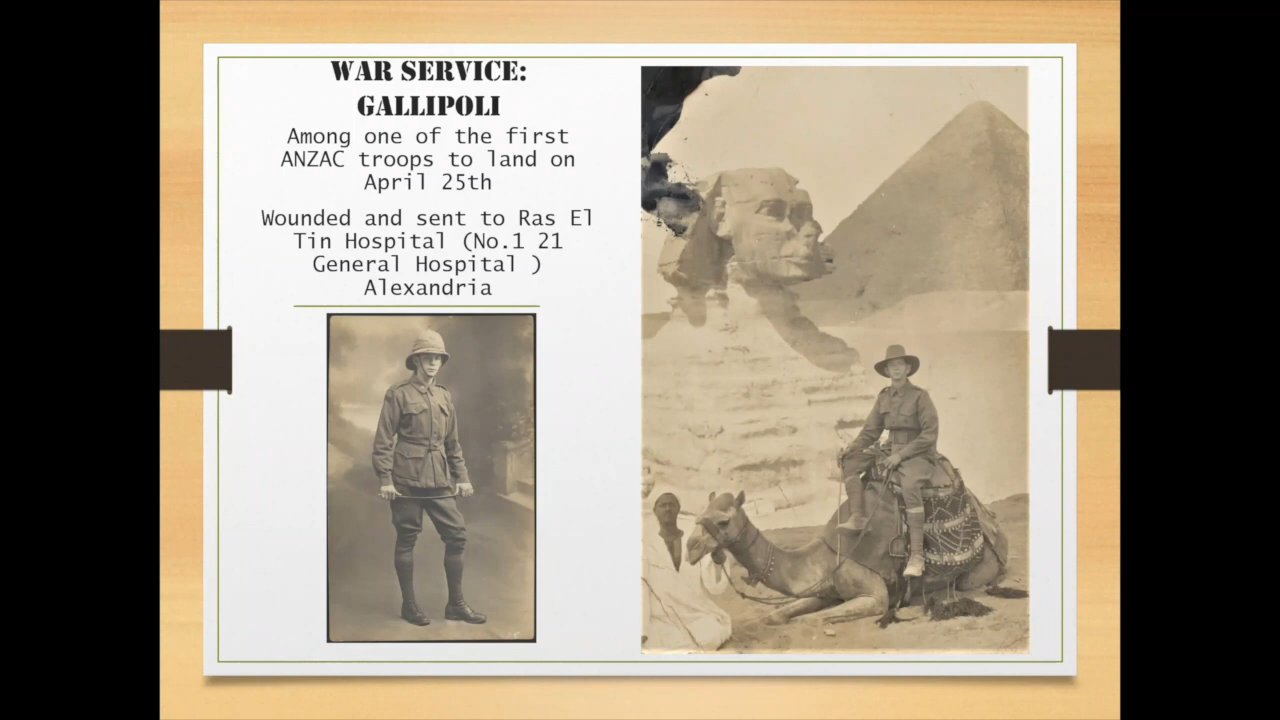 WAR SERVICE:
GALLIPOLI
Among one of the first
ANZAC troops to land on
April 25th
Wounded and sent to Ras El
Tin Hospital (No.1 21
General Hospital )
Alexandria